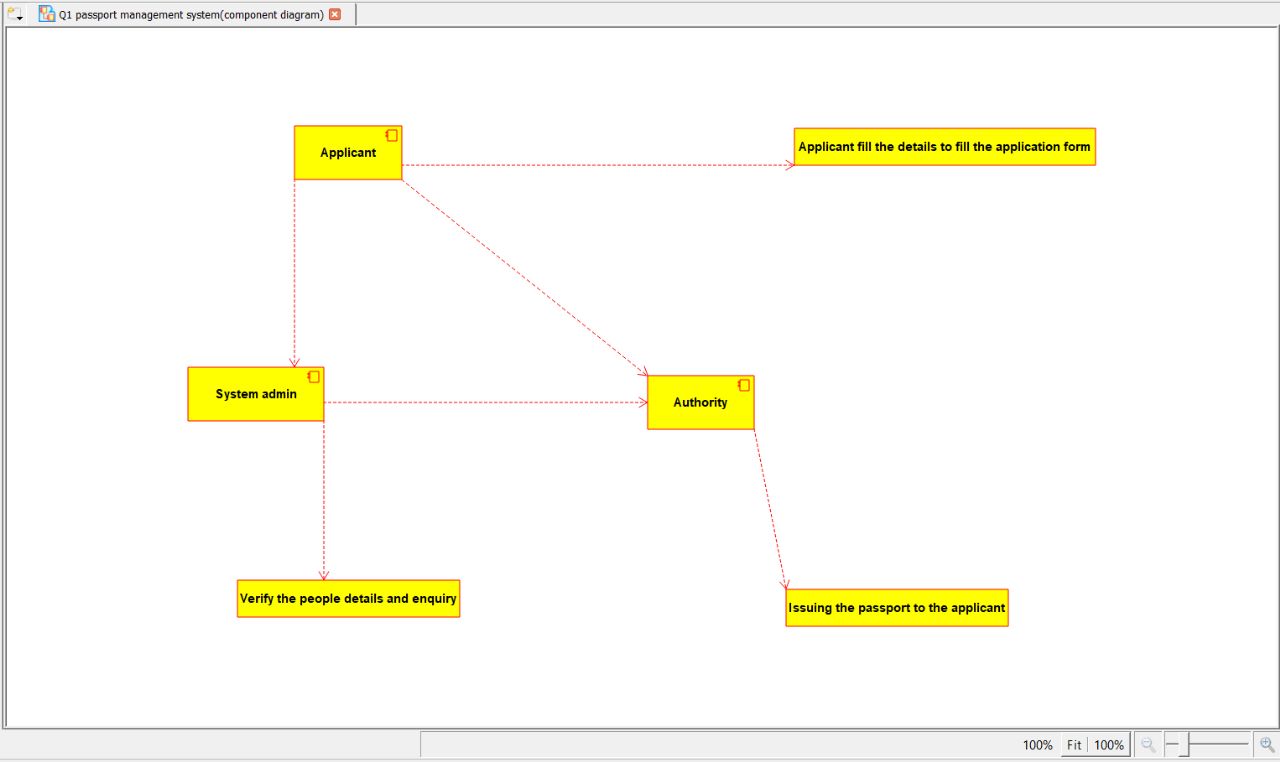 Q1 passport management system(component diagram)
Applicant
Applicant fill the details to fill the application form
System admin
Authority
Verify the people details and enquiry
Issuing the passport to the applicant
100% Fit 100%